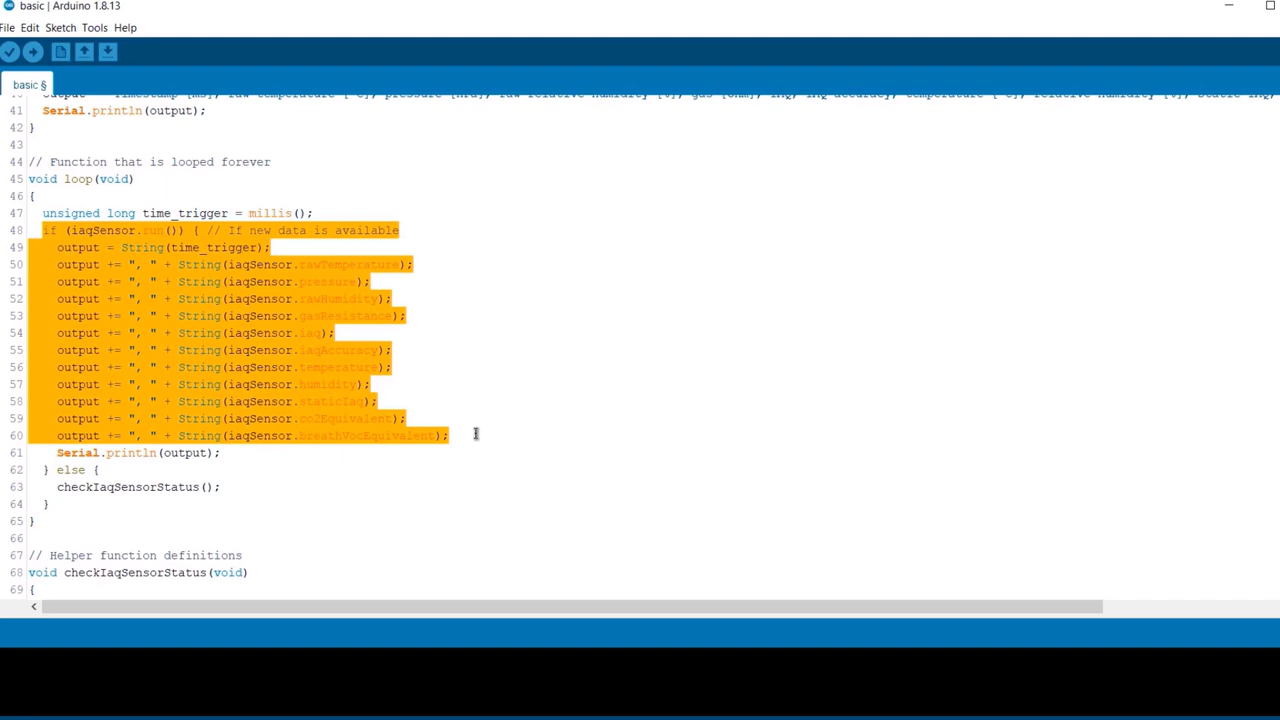 basic | Arduino 1.8.13
File Edit Sketch Tools Help
basic §
41 Serial.println(output);
42 }
43
44 // Function that is looped forever
45 void loop(void)
46 {
47 unsigned long time_trigger = millis();
48 if (iaqSensor.run()) { // If new data is available
49 output = String(time_trigger);
50 output += ", " + String(iaqSensor.rawTemperature);
51 output += ", " + String(iaqSensor.pressure);
52 output += ", " + String(iaqSensor.rawHumidity);
53 output += ", " + String(iaqSensor.gasResistance);
54 output += ", " + String(iaqSensor.iaq);
55 output += ", " + String(iaqSensor.iaqAccuracy);
56 output += ", " + String(iaqSensor.temperature);
57 output += ", " + String(iaqSensor.humidity);
58 output += ", " + String(iaqSensor.staticIaq);
59 output += ", " + String(iaqSensor.co2Equivalent);
60 output += ", " + String(iaqSensor.breathVocEquivalent);
61 Serial.println(output);
62 } else {
63 checkIaqSensorStatus();
64 }
65 }
66
67 // Helper function definitions
68 void checkIaqSensorStatus(void)
69 {